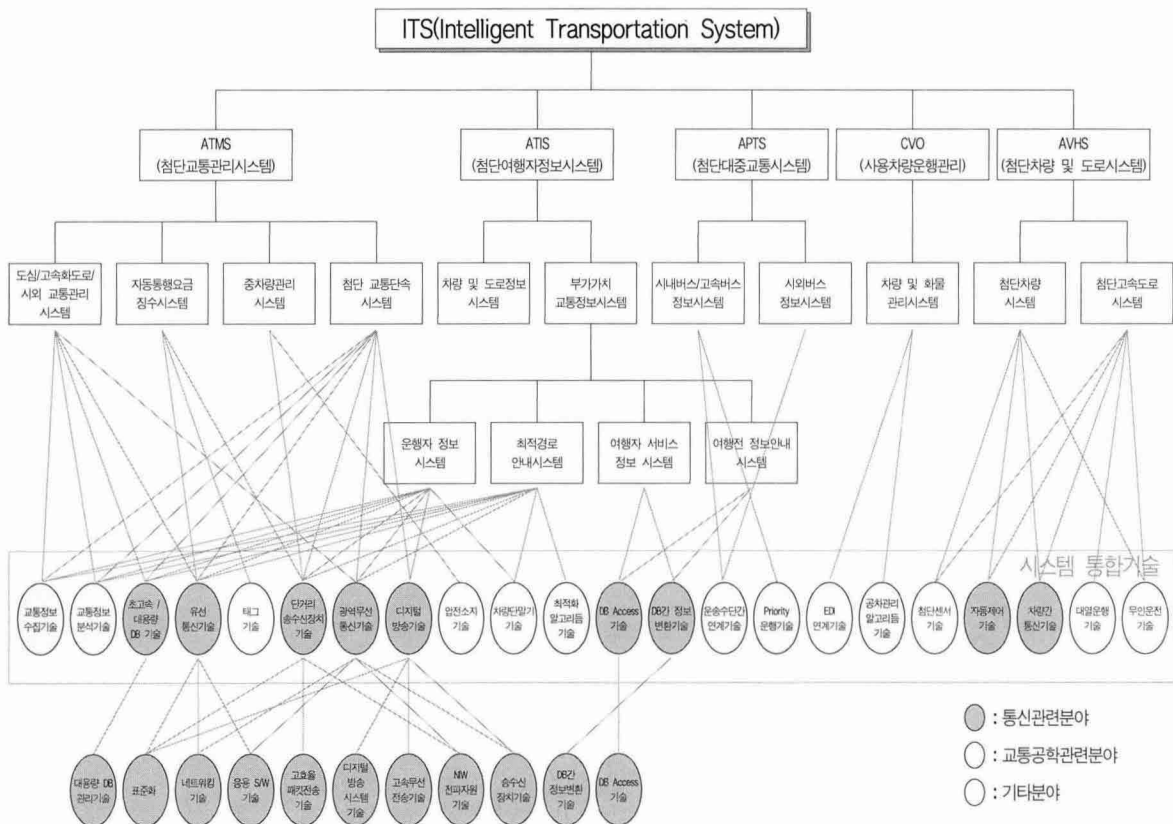 ITS(Intelligent Transportation System)
ATMS
(첨단교통관리시스템)
ATIS
(첨단여행자정보시스템)
APTS
(첨단대중교통시스템)
CVO
(사용차량운행관리)
AVHS
(첨단차량 및 도로시스템)
도심/고속화도로/
시외 교통관리
시스템
자동통행요금
징수시스템
중차량관리
시스템
첨단 교통단속
시스템
차량 및 도로정보
시스템
부가가치
교통정보시스템
시내버스/고속버스
정보시스템
시외버스
정보시스템
차량 및 화물
관리시스템
첨단차량
시스템
첨단고속도로
시스템
운행자 정보
시스템
최적경로
안내시스템
여행자 서비스
정보 시스템
여행전 정보안내
시스템
시스템 통합기술
교통정보
수집기술
교통정보
분석기술
초고속 /
대용량
DB 기술
유선
통신기술
태그
기술
단거리
송수신장치
기술
광역무선
통신기술
디지털
방송기술
압전소자
기술
차량단말기
기술
최적화
알고리듬
기술
DB Access
기술
DB간 정보
변환기술
운송수단간
연계기술
Priority
운행기술
EDI
연계기술
공차관리
알고리듬
기술
첨단센서
기술
자동제어
기술
차량간
통신기술
대열운행
기술
무인운전
기술
대용량 DB
관리기술
표준화
네트워킹
기술
응용 S/W
기술
고효율
패킷전송
기술
디지털
방송
시스템
기술
고속무선
전송기술
NW
전파자원
기술
송수신
장치기술
DB간
정보변환
기술
DB Access
기술
: 통신관련분야
: 교통공학관련분야
: 기타분야